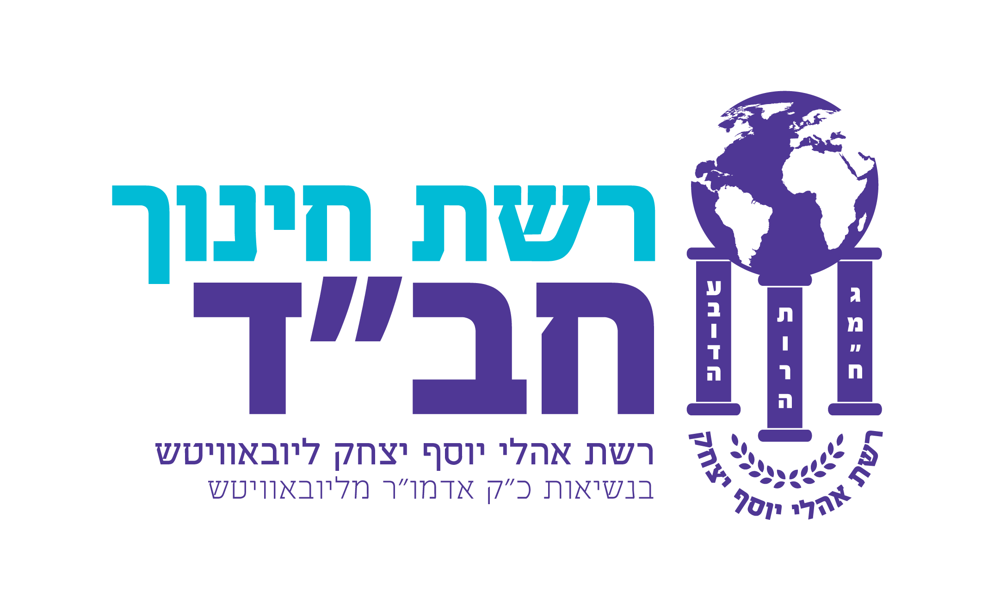 רשת חינוך
חב״ד
רשת אהלי יוסף יצחק ליובאוויטש
בנשיאות כ״ק אדמו״ר מליובאוויטש
גמ״ח
תורה
עבודה
רשת אהלי יוסף יצחק